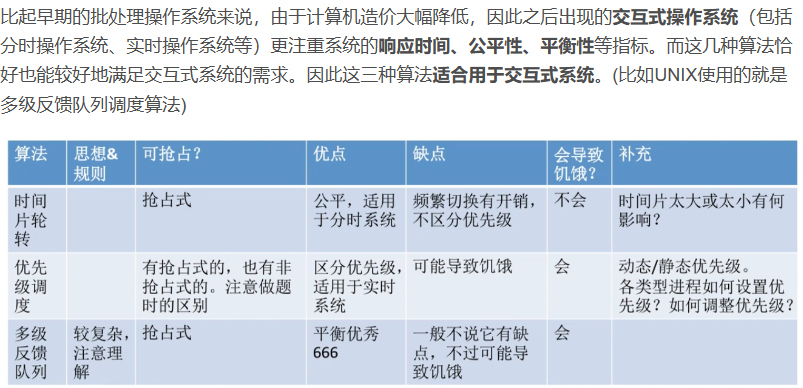 比起早期的批处理操作系统来说，由于计算机造价大幅降低，因此之后出现的交互式操作系统（包括
分时操作系统、实时操作系统等）更注重系统的响应时间、公平性、平衡性等指标。而这几种算法恰
好也能较好地满足交互式系统的需求。因此这三种算法适合用于交互式系统。(比如UNIX使用的就是
多级反馈队列调度算法)
算法
思想&
规则
可抢占？
优点
缺点
会导致
饥饿？
补充
时间
片轮
转
抢占式
公平，适用
于分时系统
频繁切换有开销，
不区分优先级
不会
时间片太大或太小有何
影响？
优先
级调
度
有抢占式的，也有非
抢占式的。注意做题
时的区别
区分优先级，
适用于实时
系统
可能导致饥饿
会
动态/静态优先级。
各类型进程如何设置优
先级？如何调整优先级？
多级
反馈
队列
较复杂，
注意理
解
抢占式
平衡优秀
666
一般不说它有缺
点，不过可能导
致饥饿
会